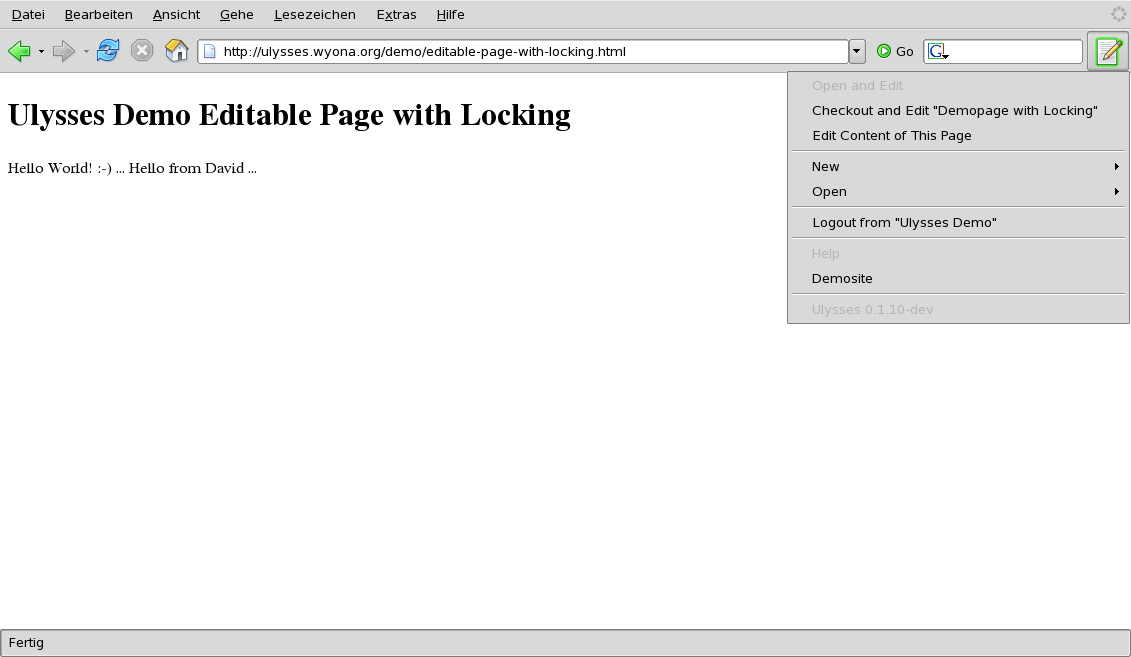 Datei Bearbeiten Ansicht Gehe Lesezeichen Extras Hilfe
http://ulysses.wyona.org/demo/editable-page-with-locking.html Go G
Open and Edit
Checkout and Edit "Demopage with Locking"
Edit Content of This Page
New
Open
Logout from "Ulysses Demo"
Help
Demosite
Ulysses 0.1.10-dev
Ulysses Demo Editable Page with Locking
Hello World! :-) ... Hello from David ...
Fertig